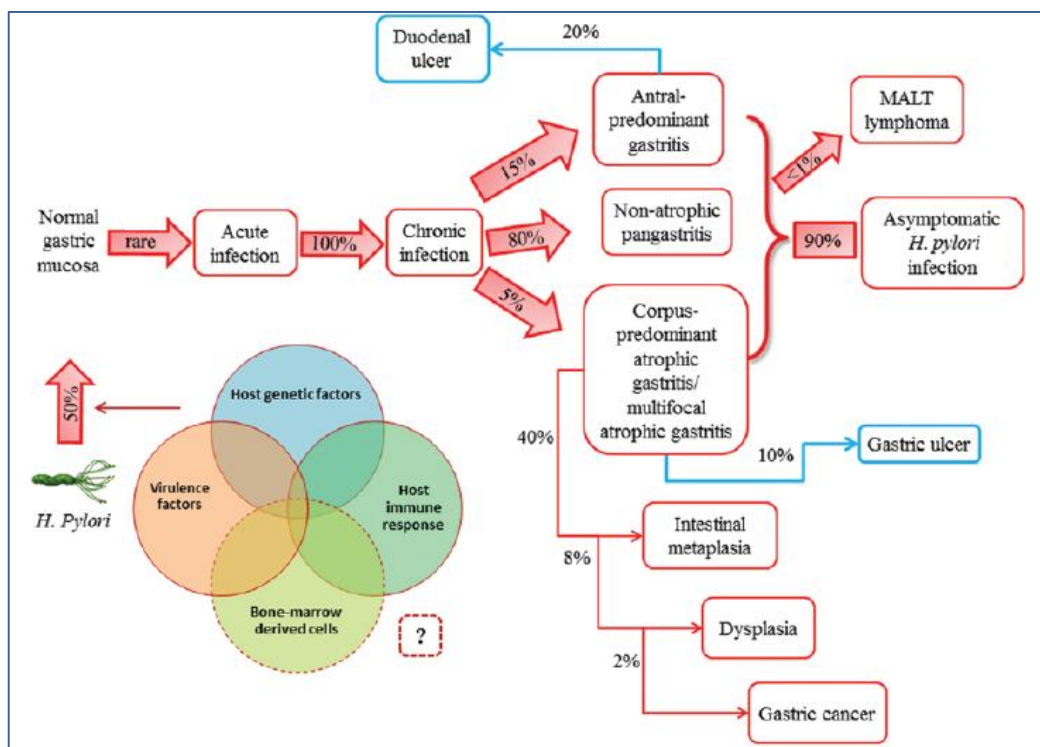 20%
Duodenal
ulcer
Antral-
predominant
gastritis
MALT
lymphoma
<1%
15%
Normal
gastric
mucosa
rare
Acute
infection
100%
Chronic
infection
80%
Non-atrophic
pangastritis
90%
Asymptomatic
H. pylori
infection
5%
Corpus-
predominant
atrophic
gastritis/
multifocal
atrophic gastritis
50%
Host genetic factors
40%
10%
Gastric ulcer
Virulence
factors
Host
immune
response
H. Pylori
Intestinal
metaplasia
8%
Bone-marrow
derived cells
?
Dysplasia
2%
Gastric cancer